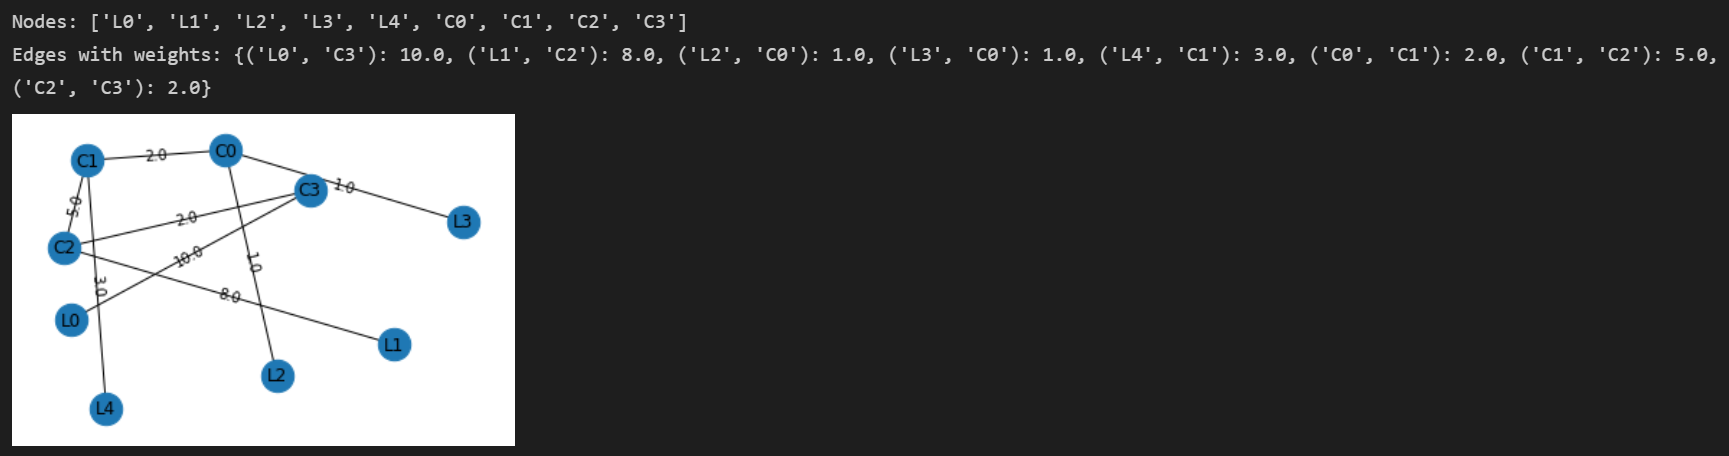 Nodes: ['L0', 'L1', 'L2', 'L3', 'L4', 'C0', 'C1', 'C2', 'C3']
Edges with weights: {('L0', 'C3'): 10.0, ('L1', 'C2'): 8.0, ('L2', 'C0'): 1.0, ('L3', 'C0'): 1.0, ('L4', 'C1'): 3.0, ('C0', 'C1'): 2.0, ('C1', 'C2'): 5.0,
('C2', 'C3'): 2.0}
C1 2.0 C0
C3 1.0
5.0 2.0 L3
C2 10.0 1.0
3.0 8.0
L0
L1
L2
L4